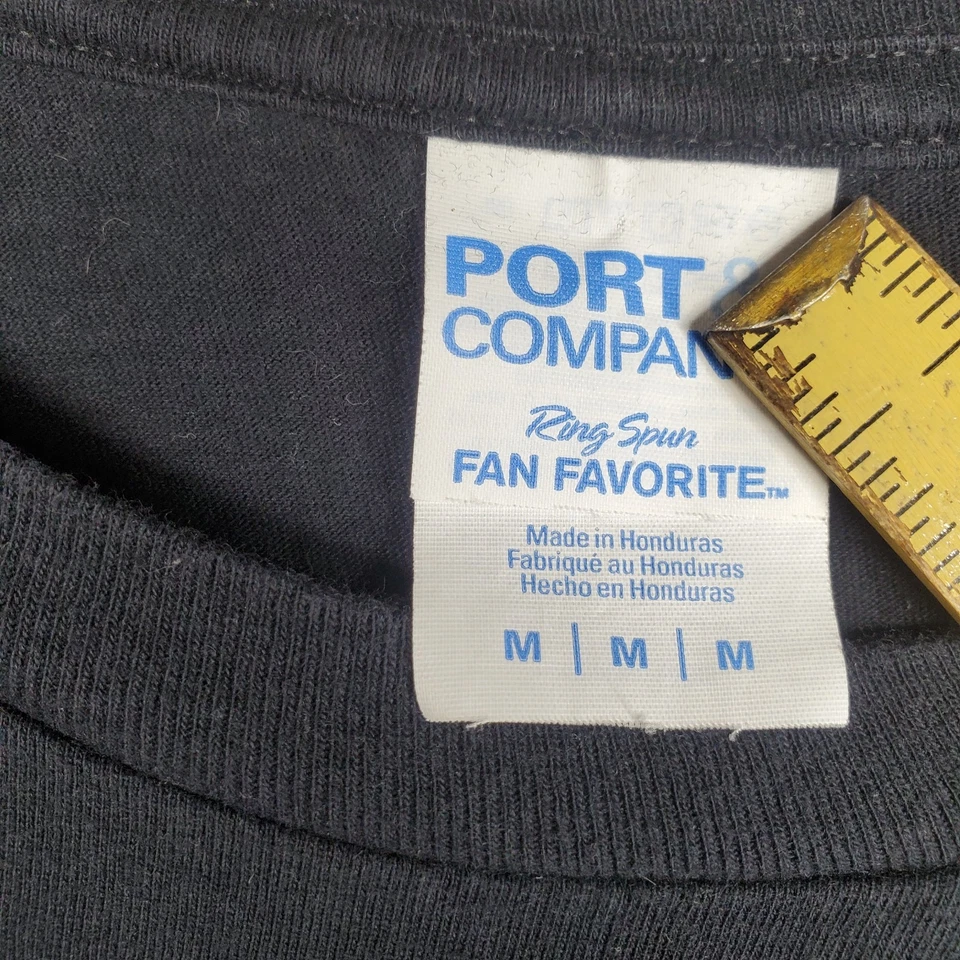 PORT &
COMPAN
Ring Spun
FAN FAVORITE™
Made in Honduras
Fabriqué au Honduras
Hecho en Honduras
M | M | M